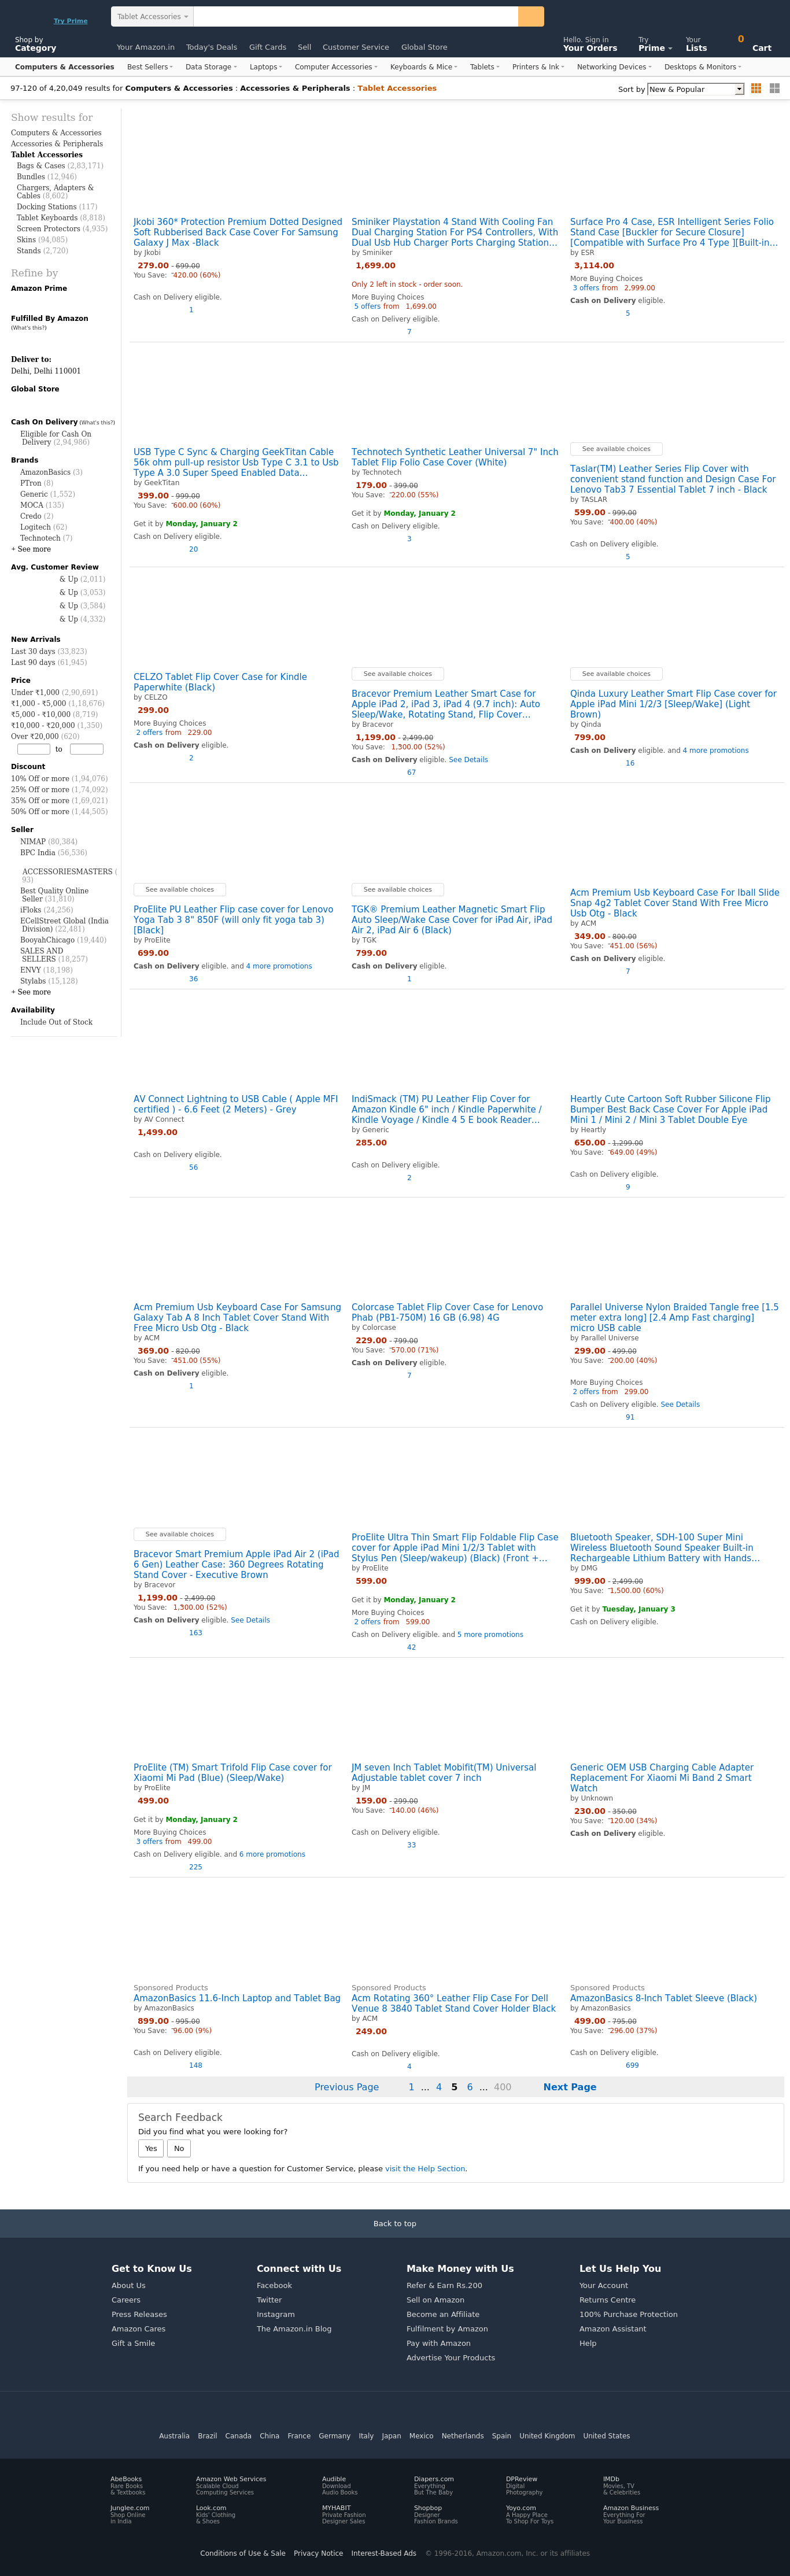 Try Prime
Tablet Accessories
Shop by
Category
Your Amazon.in Today's Deals Gift Cards Sell Customer Service Global Store
Hello. Sign in
Your Orders
Try
Prime
Your
Lists
0
Cart
Computers & Accessories Best Sellers Data Storage Laptops Computer Accessories Keyboards & Mice Tablets Printers & Ink Networking Devices Desktops & Monitors
97-120 of 4,20,049 results for Computers & Accessories : Accessories & Peripherals : Tablet Accessories
Sort by New & Popular
Show results for
Computers & Accessories
Accessories & Peripherals
Tablet Accessories
Bags & Cases (2,83,171)
Bundles (12,946)
Chargers, Adapters &
Cables (8,602)
Docking Stations (117)
Tablet Keyboards (8,818)
Screen Protectors (4,935)
Skins (94,085)
Stands (2,720)
Refine by
Amazon Prime
Fulfilled By Amazon
(What's this?)
Deliver to:
Delhi, Delhi 110001
Global Store
Cash On Delivery (What's this?)
Eligible for Cash On
Delivery (2,94,986)
Brands
AmazonBasics (3)
PTron (8)
Generic (1,552)
MOCA (135)
Credo (2)
Logitech (62)
Technotech (7)
+ See more
Avg. Customer Review
& Up (2,011)
& Up (3,053)
& Up (3,584)
& Up (4,332)
New Arrivals
Last 30 days (33,823)
Last 90 days (61,945)
Price
Under ₹1,000 (2,90,691)
₹1,000 - ₹5,000 (1,18,676)
₹5,000 - ₹10,000 (8,719)
₹10,000 - ₹20,000 (1,350)
Over ₹20,000 (620)
to
Discount
10% Off or more (1,94,076)
25% Off or more (1,74,092)
35% Off or more (1,69,021)
50% Off or more (1,44,505)
Seller
NIMAP (80,384)
BPC India (56,536)
ACCESSORIESMASTERS (
93)
Best Quality Online
Seller (31,810)
iFloks (24,256)
ECellStreet Global (India
Division) (22,481)
BooyahChicago (19,440)
SALES AND
SELLERS (18,257)
ENVY (18,198)
Stylabs (15,128)
+ See more
Availability
Include Out of Stock
Jkobi 360* Protection Premium Dotted Designed
Soft Rubberised Back Case Cover For Samsung
Galaxy J Max -Black
by Jkobi
279.00 - 699.00
You Save: 420.00 (60%)
Cash on Delivery eligible.
1
Sminiker Playstation 4 Stand With Cooling Fan
Dual Charging Station For PS4 Controllers, With
Dual Usb Hub Charger Ports Charging Station...
by Sminiker
1,699.00
Only 2 left in stock - order soon.
More Buying Choices
5 offers from 1,699.00
Cash on Delivery eligible.
7
Surface Pro 4 Case, ESR Intelligent Series Folio
Stand Case [Buckler for Secure Closure]
[Compatible with Surface Pro 4 Type ][Built-in...
by ESR
3,114.00
More Buying Choices
3 offers from 2,999.00
Cash on Delivery eligible.
5
USB Type C Sync & Charging GeekTitan Cable
56k ohm pull-up resistor Usb Type C 3.1 to Usb
Type A 3.0 Super Speed Enabled Data...
by GeekTitan
399.00 - 999.00
You Save: 600.00 (60%)
Get it by Monday, January 2
Cash on Delivery eligible.
20
Technotech Synthetic Leather Universal 7" Inch
Tablet Flip Folio Case Cover (White)
by Technotech
179.00 - 399.00
You Save: 220.00 (55%)
Get it by Monday, January 2
Cash on Delivery eligible.
3
See available choices
Taslar(TM) Leather Series Flip Cover with
convenient stand function and Design Case For
Lenovo Tab3 7 Essential Tablet 7 inch - Black
by TASLAR
599.00 - 999.00
You Save: 400.00 (40%)
Cash on Delivery eligible.
5
CELZO Tablet Flip Cover Case for Kindle
Paperwhite (Black)
by CELZO
299.00
More Buying Choices
2 offers from 229.00
Cash on Delivery eligible.
2
See available choices
Bracevor Premium Leather Smart Case for
Apple iPad 2, iPad 3, iPad 4 (9.7 inch): Auto
Sleep/Wake, Rotating Stand, Flip Cover...
by Bracevor
1,199.00 - 2,499.00
You Save: 1,300.00 (52%)
Cash on Delivery eligible. See Details
67
See available choices
Qinda Luxury Leather Smart Flip Case cover for
Apple iPad Mini 1/2/3 [Sleep/Wake] (Light
Brown)
by Qinda
799.00
Cash on Delivery eligible. and 4 more promotions
16
See available choices
ProElite PU Leather Flip case cover for Lenovo
Yoga Tab 3 8" 850F (will only fit yoga tab 3)
[Black]
by ProElite
699.00
Cash on Delivery eligible. and 4 more promotions
36
See available choices
TGK® Premium Leather Magnetic Smart Flip
Auto Sleep/Wake Case Cover for iPad Air, iPad
Air 2, iPad Air 6 (Black)
by TGK
799.00
Cash on Delivery eligible.
1
Acm Premium Usb Keyboard Case For Iball Slide
Snap 4g2 Tablet Cover Stand With Free Micro
Usb Otg - Black
by ACM
349.00 - 800.00
You Save: 451.00 (56%)
Cash on Delivery eligible.
7
AV Connect Lightning to USB Cable ( Apple MFI
certified ) - 6.6 Feet (2 Meters) - Grey
by AV Connect
1,499.00
Cash on Delivery eligible.
56
IndiSmack (TM) PU Leather Flip Cover for
Amazon Kindle 6" inch / Kindle Paperwhite /
Kindle Voyage / Kindle 4 5 E book Reader...
by Generic
285.00
Cash on Delivery eligible.
2
Heartly Cute Cartoon Soft Rubber Silicone Flip
Bumper Best Back Case Cover For Apple iPad
Mini 1 / Mini 2 / Mini 3 Tablet Double Eye
by Heartly
650.00 - 1,299.00
You Save: 649.00 (49%)
Cash on Delivery eligible.
9
Acm Premium Usb Keyboard Case For Samsung
Galaxy Tab A 8 Inch Tablet Cover Stand With
Free Micro Usb Otg - Black
by ACM
369.00 - 820.00
You Save: 451.00 (55%)
Cash on Delivery eligible.
1
Colorcase Tablet Flip Cover Case for Lenovo
Phab (PB1-750M) 16 GB (6.98) 4G
by Colorcase
229.00 - 799.00
You Save: 570.00 (71%)
Cash on Delivery eligible.
7
Parallel Universe Nylon Braided Tangle free [1.5
meter extra long] [2.4 Amp Fast charging]
micro USB cable
by Parallel Universe
299.00 - 499.00
You Save: 200.00 (40%)
More Buying Choices
2 offers from 299.00
Cash on Delivery eligible. See Details
91
See available choices
Bracevor Smart Premium Apple iPad Air 2 (iPad
6 Gen) Leather Case: 360 Degrees Rotating
Stand Cover - Executive Brown
by Bracevor
1,199.00 - 2,499.00
You Save: 1,300.00 (52%)
Cash on Delivery eligible. See Details
163
ProElite Ultra Thin Smart Flip Foldable Flip Case
cover for Apple iPad Mini 1/2/3 Tablet with
Stylus Pen (Sleep/wakeup) (Black) (Front +...
by ProElite
599.00
Get it by Monday, January 2
More Buying Choices
2 offers from 599.00
Cash on Delivery eligible. and 5 more promotions
42
Bluetooth Speaker, SDH-100 Super Mini
Wireless Bluetooth Sound Speaker Built-in
Rechargeable Lithium Battery with Hands...
by DMG
999.00 - 2,499.00
You Save: 1,500.00 (60%)
Get it by Tuesday, January 3
Cash on Delivery eligible.
ProElite (TM) Smart Trifold Flip Case cover for
Xiaomi Mi Pad (Blue) (Sleep/Wake)
by ProElite
499.00
Get it by Monday, January 2
More Buying Choices
3 offers from 499.00
Cash on Delivery eligible. and 6 more promotions
225
JM seven Inch Tablet Mobifit(TM) Universal
Adjustable tablet cover 7 inch
by JM
159.00 - 299.00
You Save: 140.00 (46%)
Cash on Delivery eligible.
33
Generic OEM USB Charging Cable Adapter
Replacement For Xiaomi Mi Band 2 Smart
Watch
by Unknown
230.00 - 350.00
You Save: 120.00 (34%)
Cash on Delivery eligible.
Sponsored Products
AmazonBasics 11.6-Inch Laptop and Tablet Bag
by AmazonBasics
899.00 - 995.00
You Save: 96.00 (9%)
Cash on Delivery eligible.
148
Sponsored Products
Acm Rotating 360° Leather Flip Case For Dell
Venue 8 3840 Tablet Stand Cover Holder Black
by ACM
249.00
Cash on Delivery eligible.
4
Sponsored Products
AmazonBasics 8-Inch Tablet Sleeve (Black)
by AmazonBasics
499.00 - 795.00
You Save: 296.00 (37%)
Cash on Delivery eligible.
699
Previous Page 1 ... 4 5 6 ... 400 Next Page
Search Feedback
Did you find what you were looking for?
Yes No
If you need help or have a question for Customer Service, please visit the Help Section.
Back to top
Get to Know Us
About Us
Careers
Press Releases
Amazon Cares
Gift a Smile
Connect with Us
Facebook
Twitter
Instagram
The Amazon.in Blog
Make Money with Us
Refer & Earn Rs.200
Sell on Amazon
Become an Affiliate
Fulfilment by Amazon
Pay with Amazon
Advertise Your Products
Let Us Help You
Your Account
Returns Centre
100% Purchase Protection
Amazon Assistant
Help
Australia Brazil Canada China France Germany Italy Japan Mexico Netherlands Spain United Kingdom United States
AbeBooks
Rare Books
& Textbooks
Amazon Web Services
Scalable Cloud
Computing Services
Audible
Download
Audio Books
Diapers.com
Everything
But The Baby
DPReview
Digital
Photography
IMDb
Movies, TV
& Celebrities
Junglee.com
Shop Online
in India
Look.com
Kids' Clothing
& Shoes
MYHABIT
Private Fashion
Designer Sales
Shopbop
Designer
Fashion Brands
Yoyo.com
A Happy Place
To Shop For Toys
Amazon Business
Everything For
Your Business
Conditions of Use & Sale Privacy Notice Interest-Based Ads © 1996-2016, Amazon.com, Inc. or its affiliates